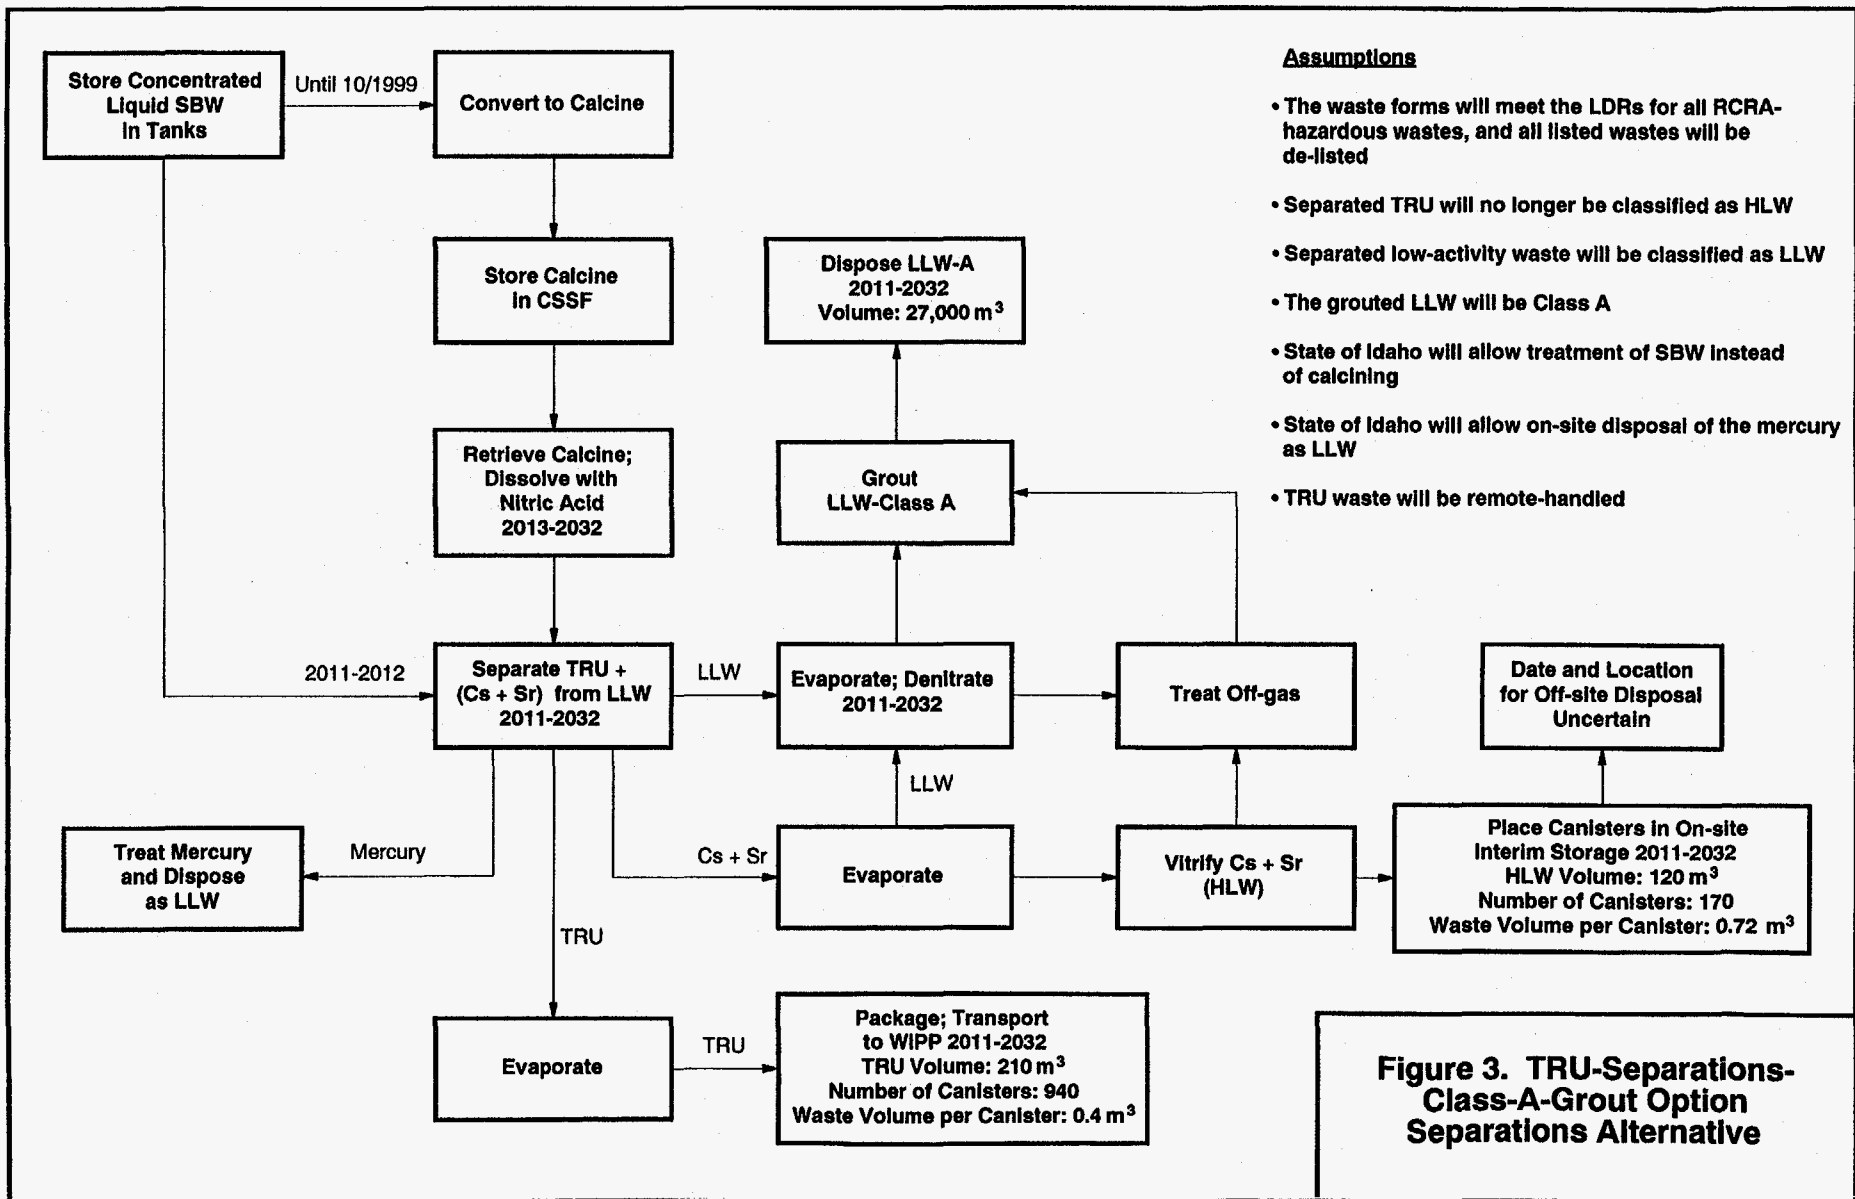 Store Concentrated
Liquid SBW
in Tanks
Until 10/1999
Convert to Calcine
Store Calcine
in CSSF
Retrieve Calcine;
Dissolve with
Nitric Acid
2013-2032
2011-2012
Separate TRU +
(Cs + Sr) from LLW
2011-2032
LLW
Evaporate; Denitrate
2011-2032
Treat Off-gas
Grout
LLW-Class A
Dispose LLW-A
2011-2032
Volume: 27,000 m³
LLW
Mercury
Treat Mercury
and Dispose
as LLW
Cs + Sr
Evaporate
Vitrify Cs + Sr
(HLW)
Place Canisters in On-site
Interim Storage 2011-2032
HLW Volume: 120 m³
Number of Canisters: 170
Waste Volume per Canister: 0.72 m³
Date and Location
for Off-site Disposal
Uncertain
TRU
Evaporate
TRU
Package; Transport
to WIPP 2011-2032
TRU Volume: 210 m³
Number of Canisters: 940
Waste Volume per Canister: 0.4 m³
Assumptions
• The waste forms will meet the LDRs for all RCRA-
hazardous wastes, and all listed wastes will be
de-listed
• Separated TRU will no longer be classified as HLW
• Separated low-activity waste will be classified as LLW
• The grouted LLW will be Class A
• State of Idaho will allow treatment of SBW instead
of calcining
• State of Idaho will allow on-site disposal of the mercury
as LLW
• TRU waste will be remote-handled
Figure 3. TRU-Separations-
Class-A-Grout Option
Separations Alternative